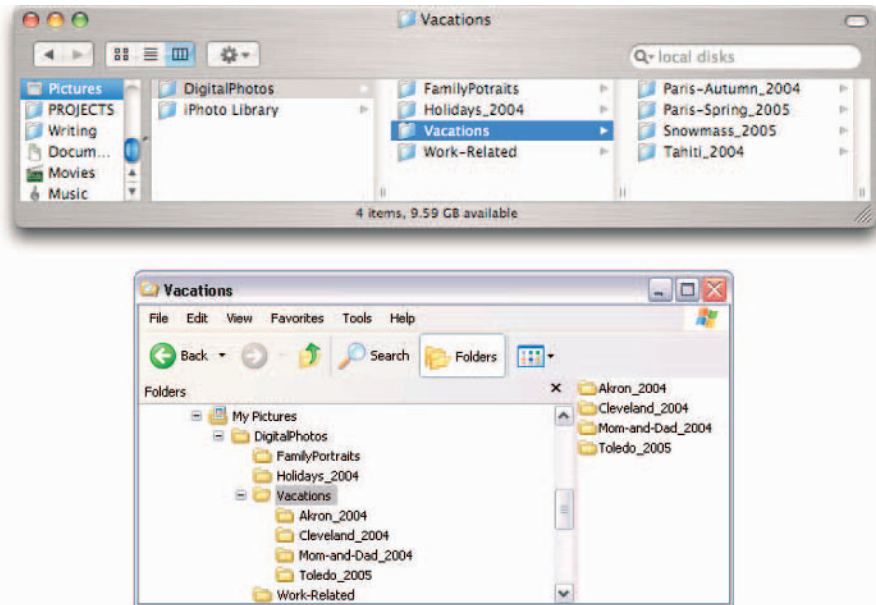 Vacations
local disks
Pictures
PROJECTS
Writing
Docum...
Movies
Music
DigitalPhotos
iPhoto Library
FamilyPotraits
Holidays_2004
Vacations
Work-Related
Paris-Autumn_2004
Paris-Spring_2005
Snowmass_2005
Tahiti_2004
4 items, 9.59 GB available
Vacations
File Edit View Favorites Tools Help
Back Search Folders
Folders
My Pictures
DigitalPhotos
FamilyPortraits
Holidays_2004
Vacations
Akron_2004
Cleveland_2004
Mom-and-Dad_2004
Toledo_2005
Work-Related
Akron_2004
Cleveland_2004
Mom-and-Dad_2004
Toledo_2005